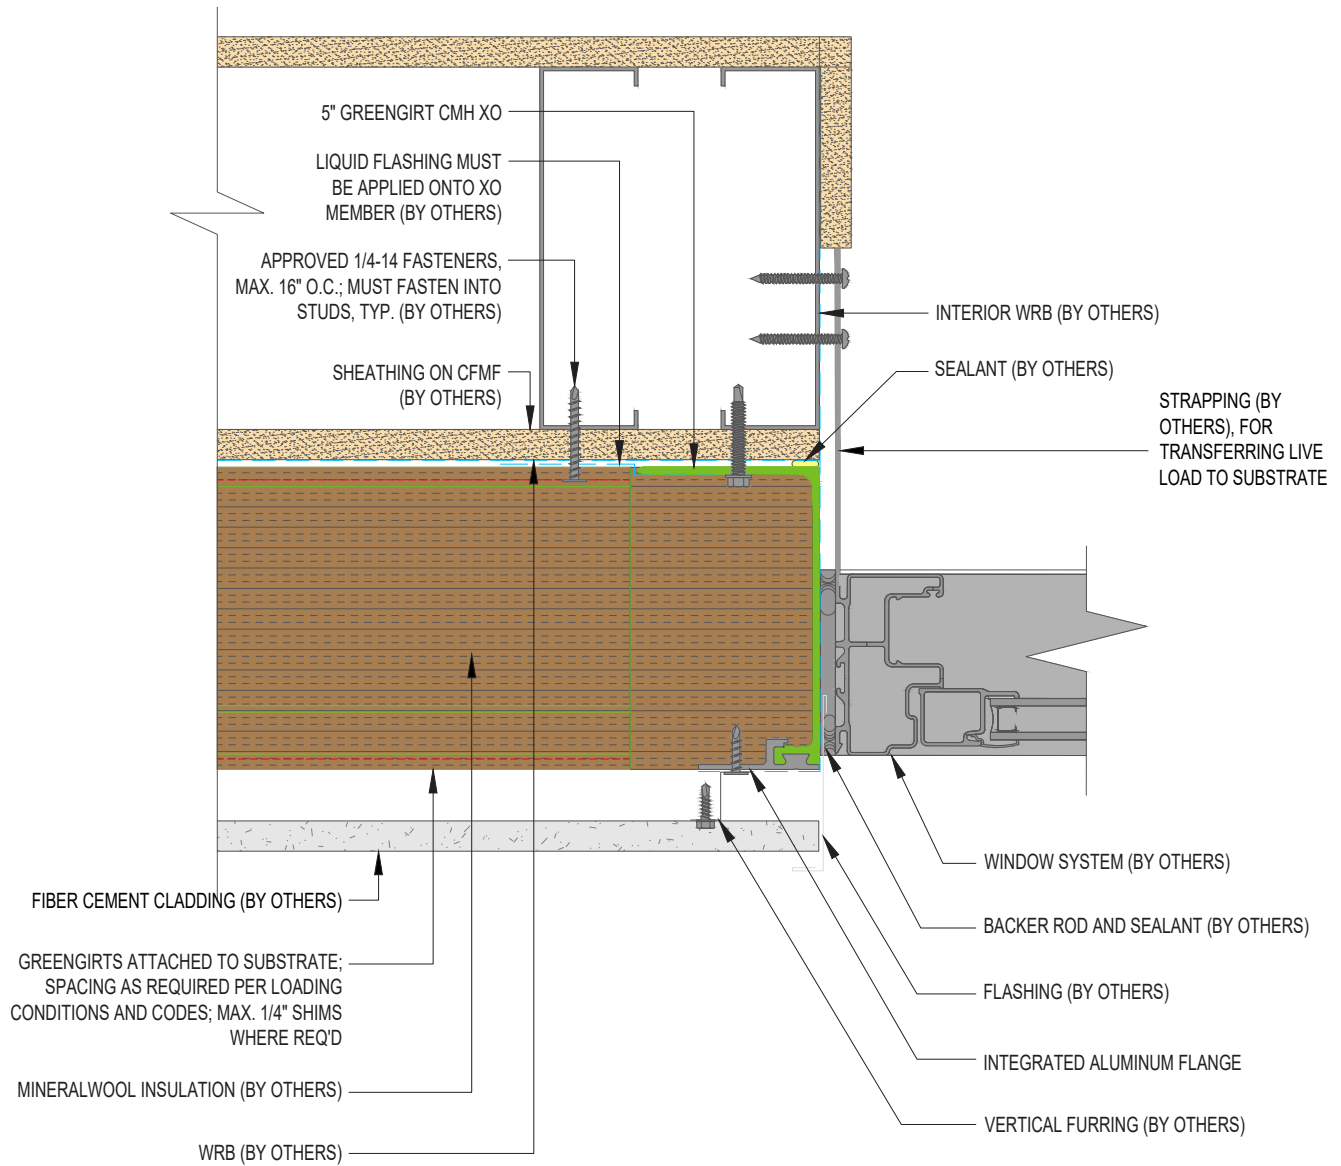 5" GREENGIRT CMH XO
LIQUID FLASHING MUST
BE APPLIED ONTO XO
MEMBER (BY OTHERS)
APPROVED 1/4-14 FASTENERS,
MAX. 16" O.C.; MUST FASTEN INTO
STUDS, TYP. (BY OTHERS)
SHEATHING ON CFMF
(BY OTHERS)
INTERIOR WRB (BY OTHERS)
SEALANT (BY OTHERS)
STRAPPING (BY
OTHERS), FOR
TRANSFERRING LIVE
LOAD TO SUBSTRATE
FIBER CEMENT CLADDING (BY OTHERS)
GREENGIRTS ATTACHED TO SUBSTRATE;
SPACING AS REQUIRED PER LOADING
CONDITIONS AND CODES; MAX. 1/4" SHIMS
WHERE REQ'D
MINERALWOOL INSULATION (BY OTHERS)
WRB (BY OTHERS)
WINDOW SYSTEM (BY OTHERS)
BACKER ROD AND SEALANT (BY OTHERS)
FLASHING (BY OTHERS)
INTEGRATED ALUMINUM FLANGE
VERTICAL FURRING (BY OTHERS)